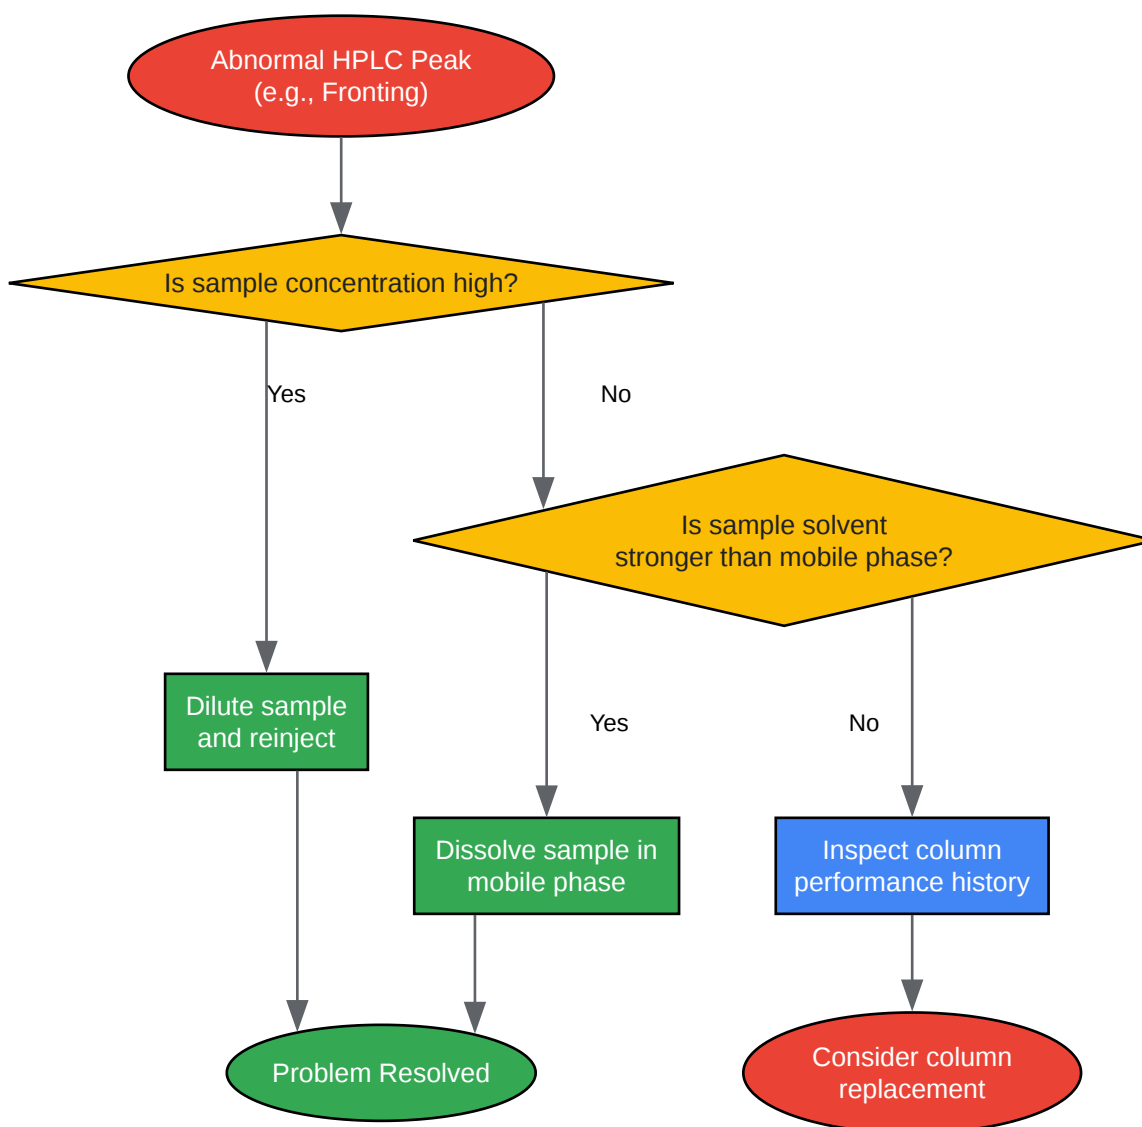 Abnormal HPLC Peak
(e.g., Fronting)
Is sample concentration high?
Yes
No
Is sample solvent
stronger than mobile phase?
Dilute sample
and reinject
Yes
No
Dissolve sample in
mobile phase
Inspect column
performance history
Problem Resolved
Consider column
replacement